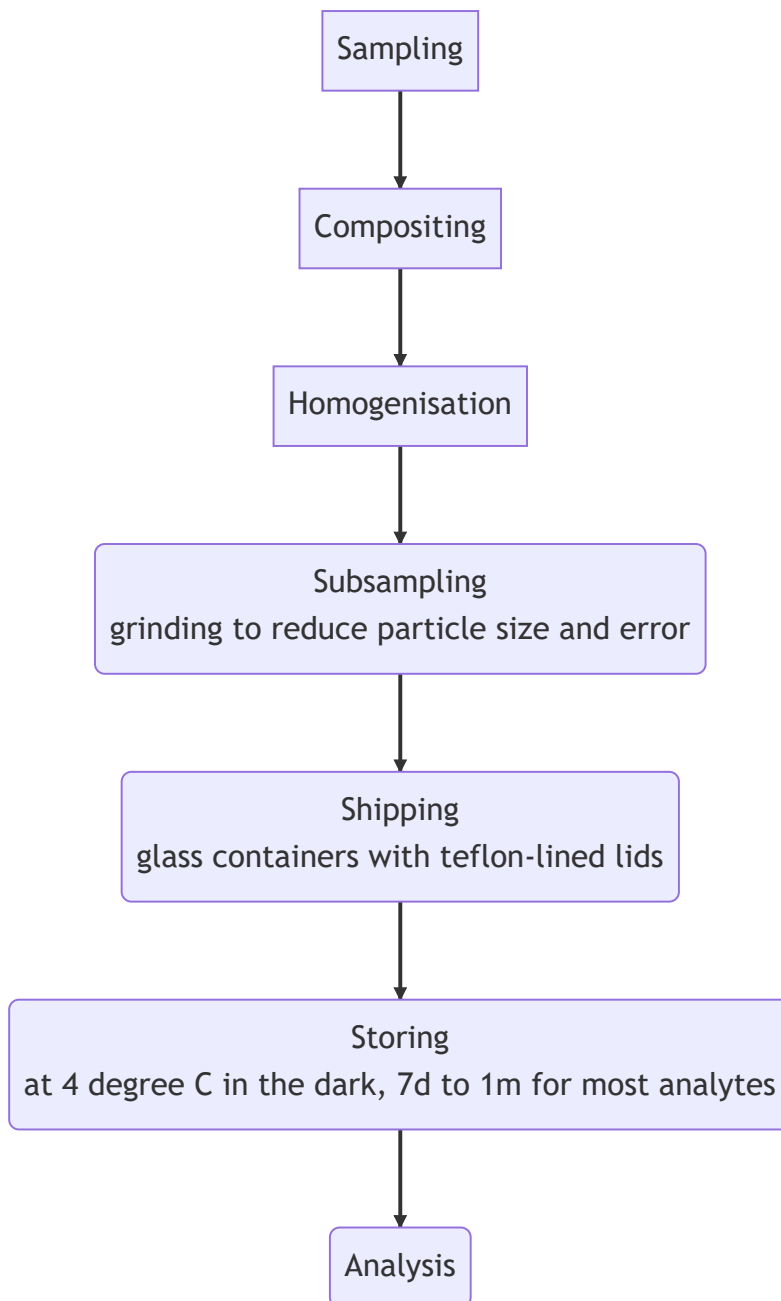 Sampling
Compositing
Homogenisation
Subsampling
grinding to reduce particle size and error
Shipping
glass containers with teflon-lined lids
Storing
at 4 degree C in the dark, 7d to 1m for most analytes
Analysis